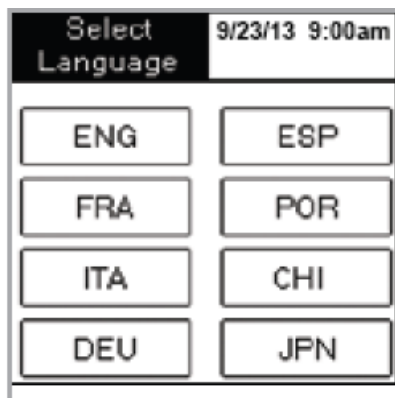 Select
Language
9/23/13 9:00am
ENG
ESP
FRA
POR
ITA
CHI
DEU
JPN